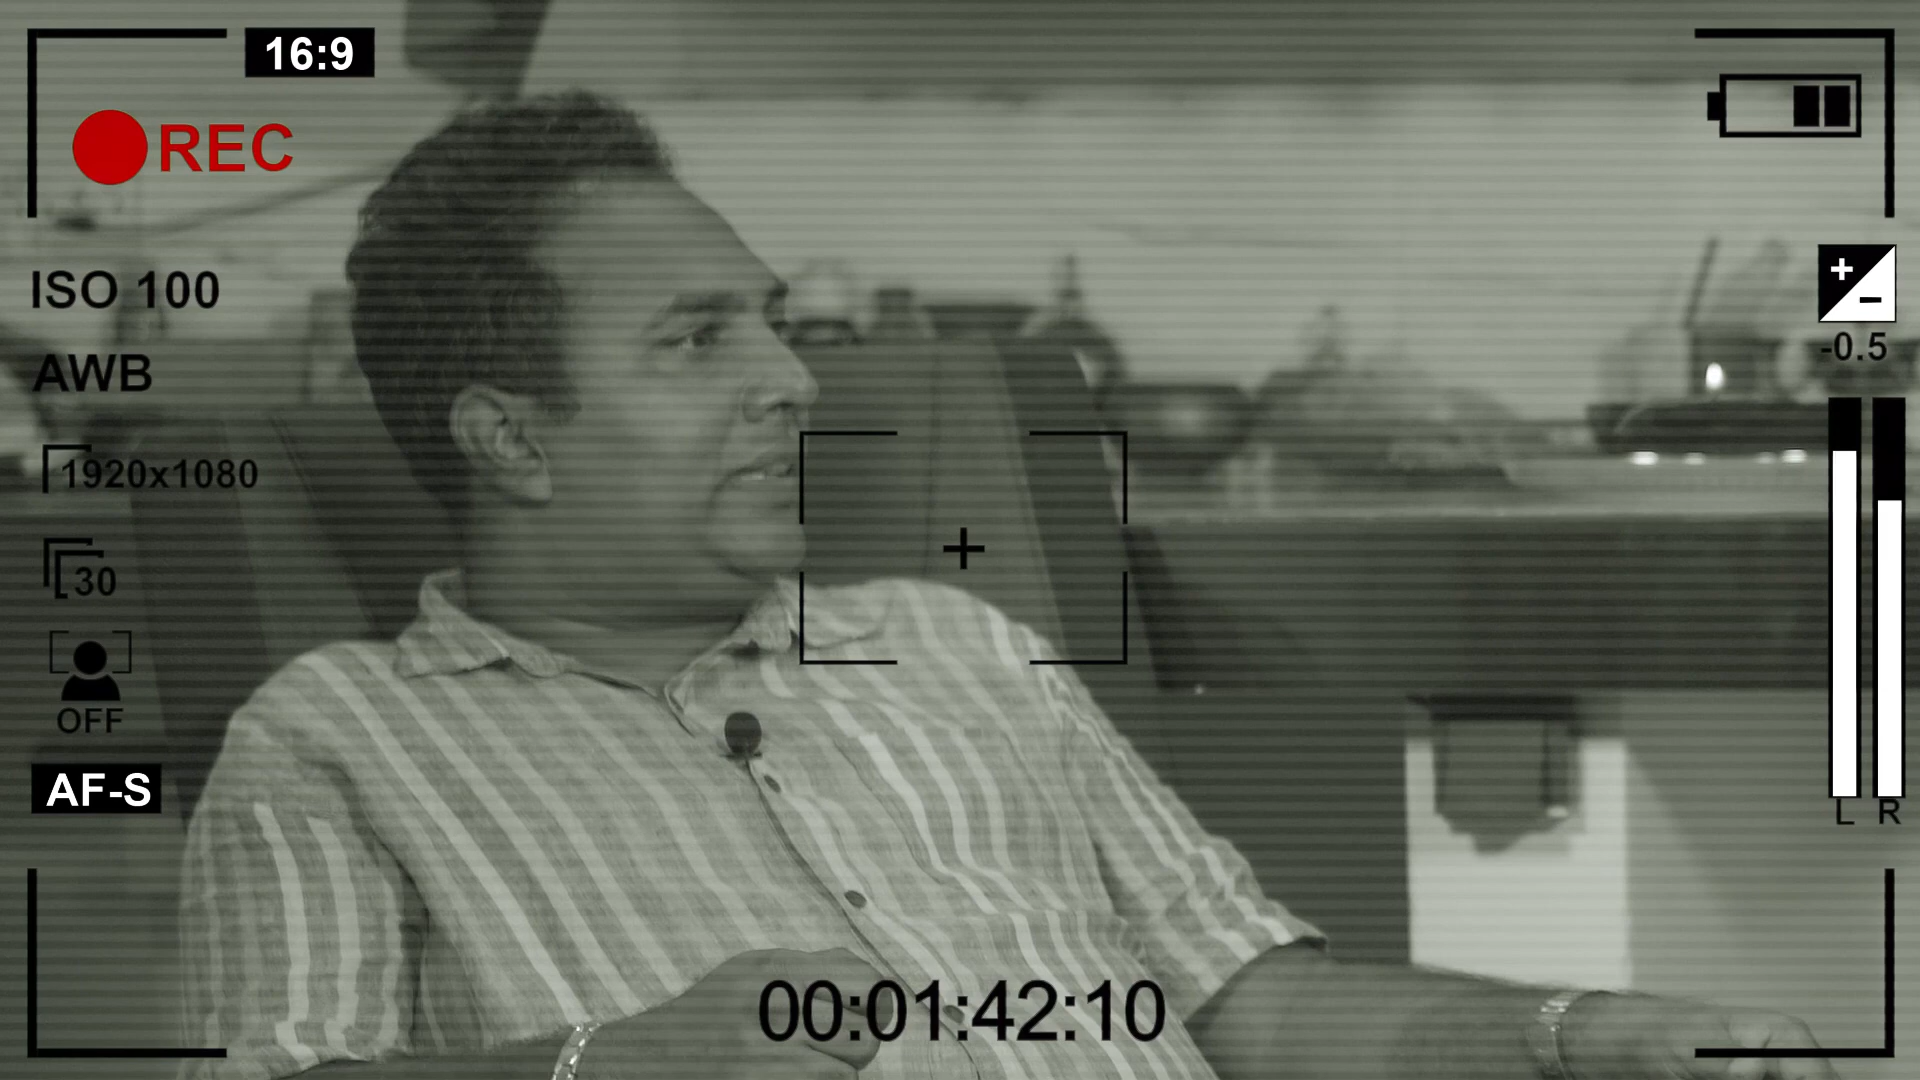 16:9
REC
ISO 100
AWB
1920x1080
30
OFF
AF-S
+
-
-0.5
L R
00:01:42:10